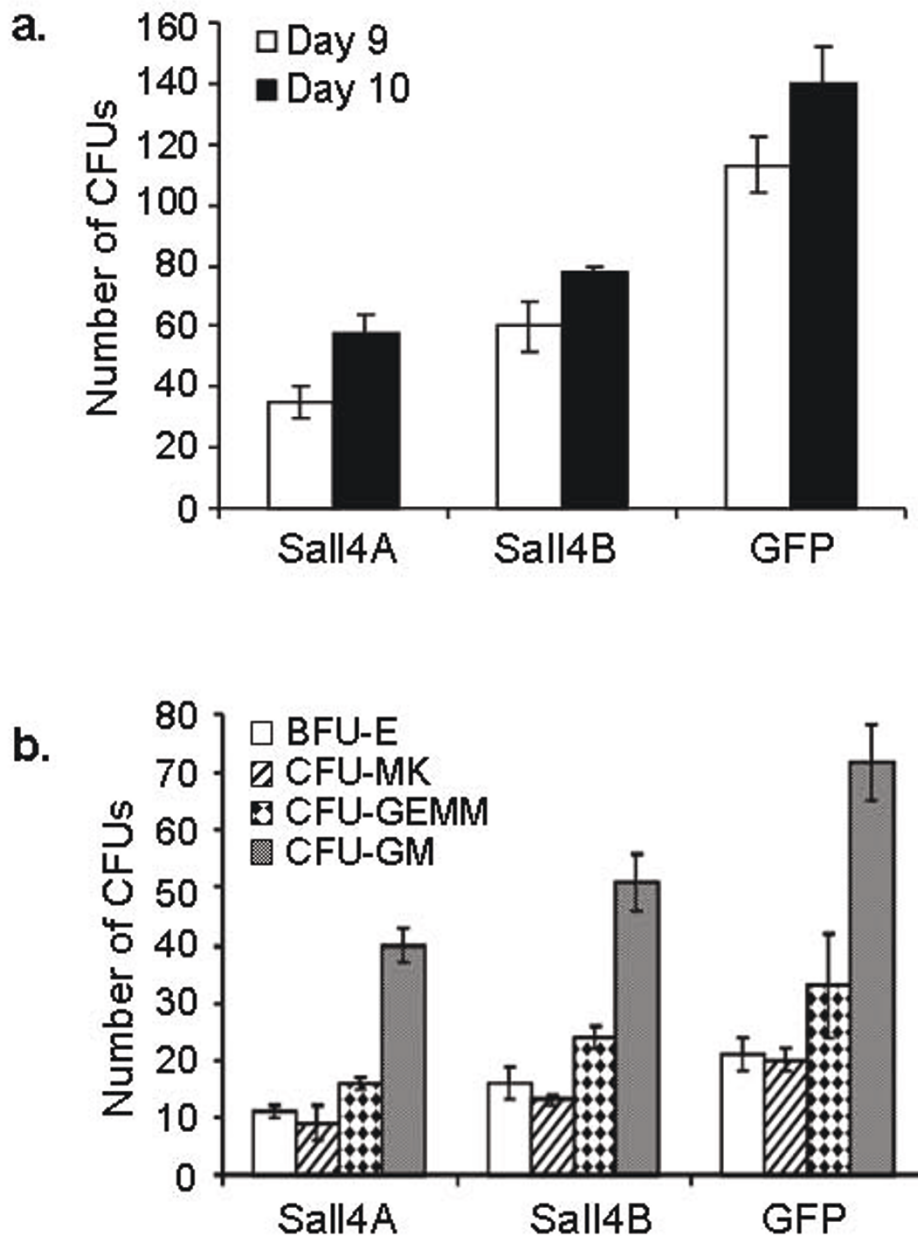 a.
Number of CFUs
160
140
120
100
80
60
40
20
0
Day 9
Day 10
Sall4A
Sall4B
GFP
b.
Number of CFUs
80
70
60
50
40
30
20
10
0
BFU-E
CFU-MK
CFU-GEMM
CFU-GM
Sall4A
Sall4B
GFP